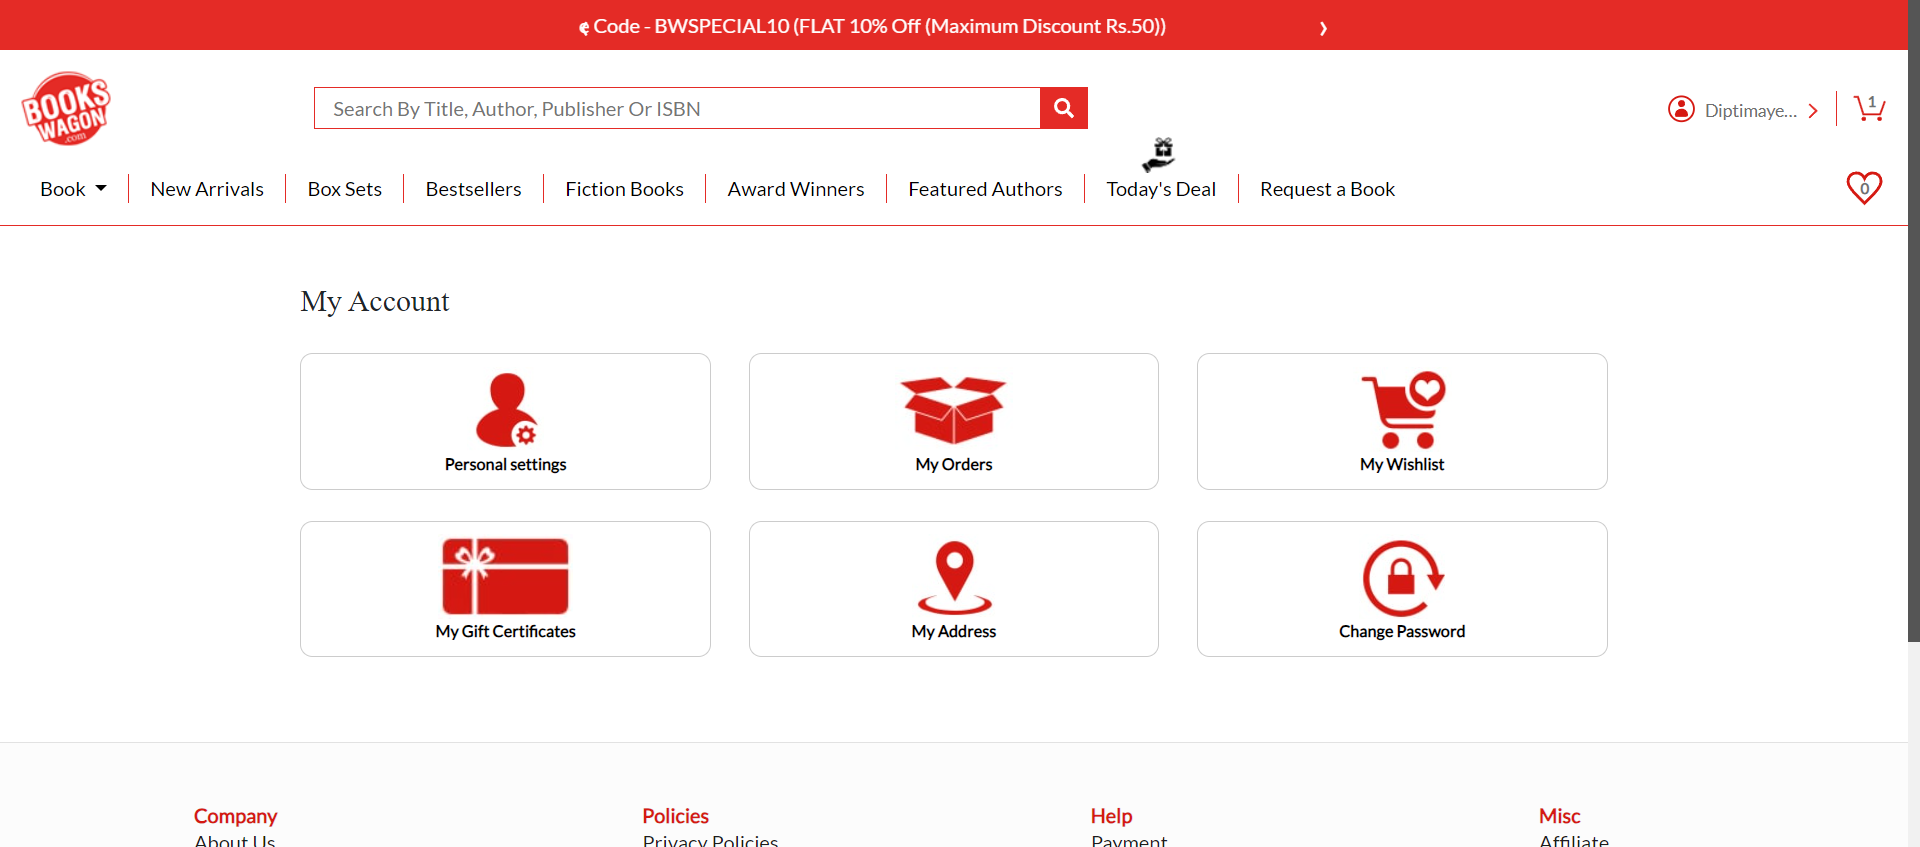 Code - BWSPECIAL10 (FLAT 10% Off (Maximum Discount Rs.50))
BOOKS
WAGON
.com
Search By Title, Author, Publisher Or ISBN
Diptimaye...
1
Book
New Arrivals
Box Sets
Bestsellers
Fiction Books
Award Winners
Featured Authors
Today's Deal
Request a Book
0
My Account
Personal settings
My Orders
My Wishlist
My Gift Certificates
My Address
Change Password
Company
Policies
Help
Misc
About Us
Privacy Policies
Payment
Affiliate